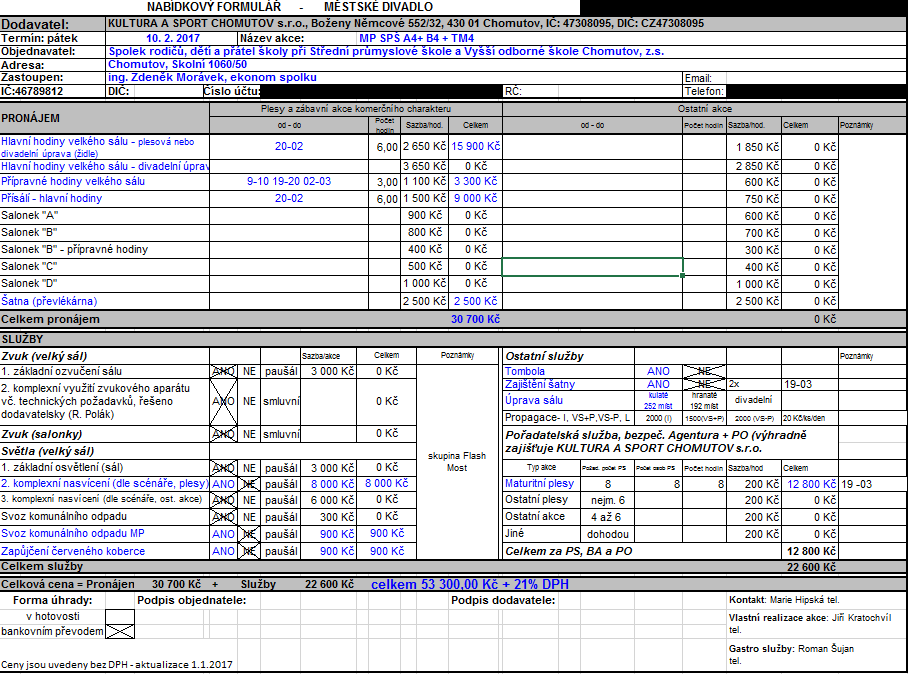 NABÍDKOVÝ FORMULÁŘ - MĚSTSKÉ DIVADLO
Dodavatel: KULTURA A SPORT CHOMUTOV s.r.o., Boženy Němcové 552/32, 430 01 Chomutov, IČ: 47308095, DIČ: CZ47308095
Termín: pátek 10. 2. 2017 Název akce: MP SPŠ A4+ B4 + TM4
Objednavatel: Spolek rodičů, dětí a přátel školy při Střední průmyslové škole a Vyšší odborné škole Chomutov, z.s.
Adresa: Chomutov, Školní 1060/50
Zastoupen: ing. Zdeněk Morávek, ekonom spolku Email:
IČ:46789812 DIČ: Číslo účtu: RČ: Telefon:
PRONÁJEM Plesy a zábavní akce komerčního charakteru Ostatní akce
od - do Počet hodin Sazba/hod. Celkem od - do Počet hodin Sazba/hod. Celkem Poznámky
Hlavní hodiny velkého sálu - plesová nebo
divadelní úprava (židle) 20-02 6,00 2 650 Kč 15 900 Kč 1 850 Kč 0 Kč
Hlavní hodiny velkého sálu - divadelní úprav 3 650 Kč 0 Kč 2 850 Kč 0 Kč
Přípravné hodiny velkého sálu 9-10 19-20 02-03 3,00 1 100 Kč 3 300 Kč 600 Kč 0 Kč
Přísálí - hlavní hodiny 20-02 6,00 1 500 Kč 9 000 Kč 750 Kč 0 Kč
Salonek "A" 900 Kč 0 Kč 600 Kč 0 Kč
Salonek "B" 800 Kč 0 Kč 700 Kč 0 Kč
Salonek "B" - přípravné hodiny 400 Kč 0 Kč 300 Kč 0 Kč
Salonek "C" 500 Kč 0 Kč 400 Kč 0 Kč
Salonek "D" 1 000 Kč 0 Kč 1 000 Kč 0 Kč
Šatna (převlékárna) 2 500 Kč 2 500 Kč 2 500 Kč 0 Kč
Celkem pronájem 30 700 Kč 0 Kč
SLUŽBY
Zvuk (velký sál) Sazba/akce Celkem Poznámky
1. základní ozvučení sálu ANO NE paušál 3 000 Kč 0 Kč
2. komplexní využití zvukového aparátu
vč. technických požadavků, řešeno
dodavatelsky (R. Polák) ANO NE smluvní 0 Kč
Zvuk (salonky) ANO NE smluvní 0 Kč
Světla (velký sál)
1. základní osvětlení (sál) ANO NE paušál 3 000 Kč 0 Kč
2. komplexní nasvícení (dle scénáře, plesy) ANO NE paušál 8 000 Kč 8 000 Kč
3. komplexní nasvícení (dle scénáře, ost. akce) ANO NE paušál 6 000 Kč 0 Kč
Svoz komunálního odpadu ANO NE paušál 300 Kč 0 Kč
Svoz komunálního odpadu MP ANO NE paušál 900 Kč 900 Kč
Zapůjčení červeného koberce ANO NE paušál 900 Kč 900 Kč
skupina Flash
Most
Ostatní služby Poznámky
Tombola ANO NE
Zajištění šatny ANO NE 2x 19-03
Úprava sálu kulaté 252 míst hranaté 192 míst divadelní
Propagace- I, VS+P,VS-P, L 2000 (I) 1500(VS+P) 2000 (VS-P) 20 Kč/ks/den
Pořadatelská služba, bezpeč. Agentura + PO (výhradně
zajišťuje KULTURA A SPORT CHOMUTOV s.r.o.
Typ akce Požad. počet PS Počet osob PS Počet hodin Sazba/hod Celkem
Maturitní plesy 8 8 8 200 Kč 12 800 Kč 19 -03
Ostatní plesy nejm. 6 200 Kč 0 Kč
Ostatní akce 4 až 6 200 Kč 0 Kč
Jiné dohodou 200 Kč 0 Kč
Celkem za PS, BA a PO 12 800 Kč
Celkem služby 22 600 Kč
Celková cena = Pronájen 30 700 Kč + Služby 22 600 Kč celkem 53 300,00 Kč + 21% DPH
Forma úhrady: Podpis objednatele: Podpis dodavatele:
v hotovosti
bankovním převodem
Ceny jsou uvedeny bez DPH - aktualizace 1.1.2017
Kontakt: Marie Hipská tel.
Vlastní realizace akce: Jiří Kratochvíl
tel.
Gastro služby: Roman Šujan
tel.